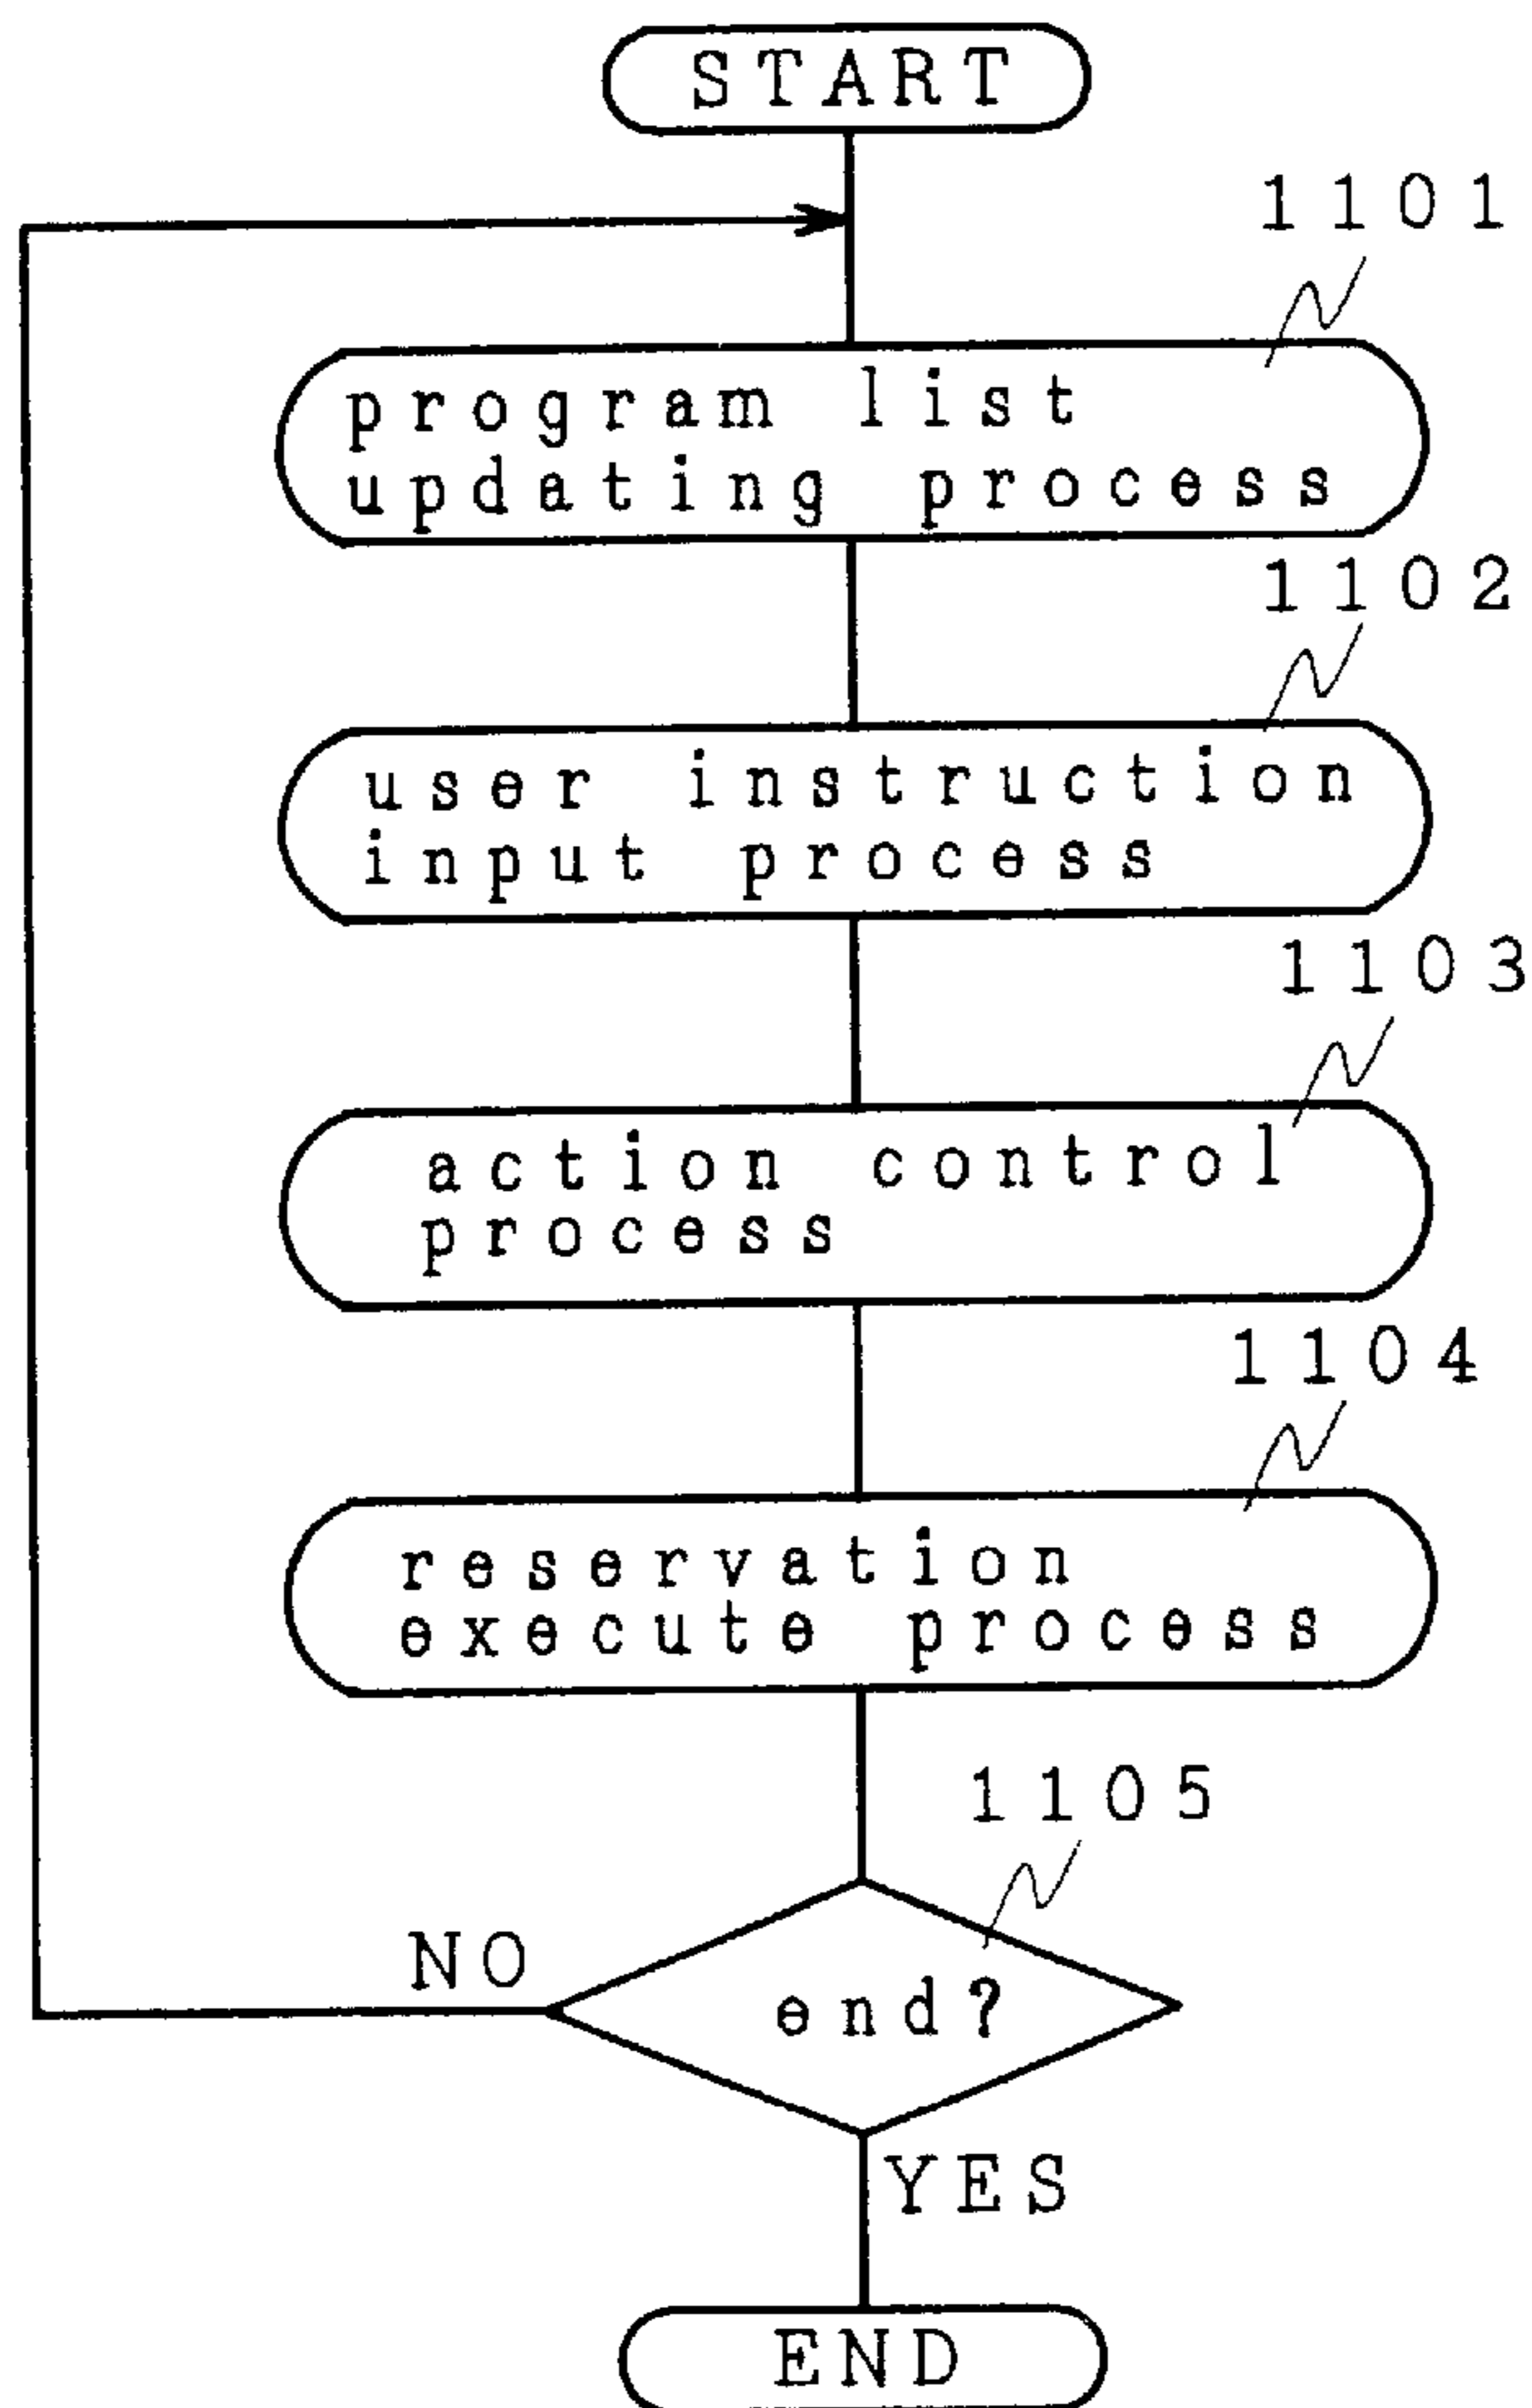 START
1101
program list
updating process
1102
user instruction
input process
1103
action control
process
1104
reservation
execute process
1105
NO
end?
YES
END